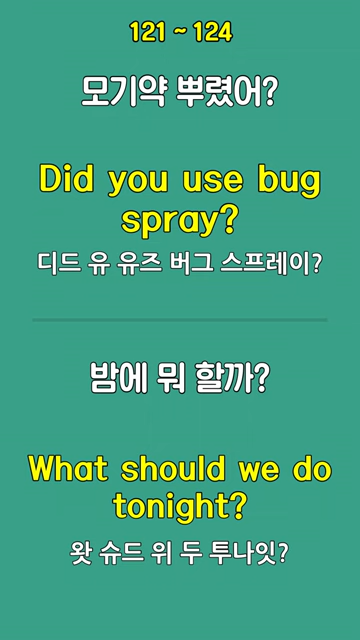 121 ~ 124
모기약 뿌렸어?
Did you use bug
spray?
디드 유 유즈 버그 스프레이?
밤에 뭐 할까?
What should we do
tonight?
왓 슈드 위 두 투나잇?